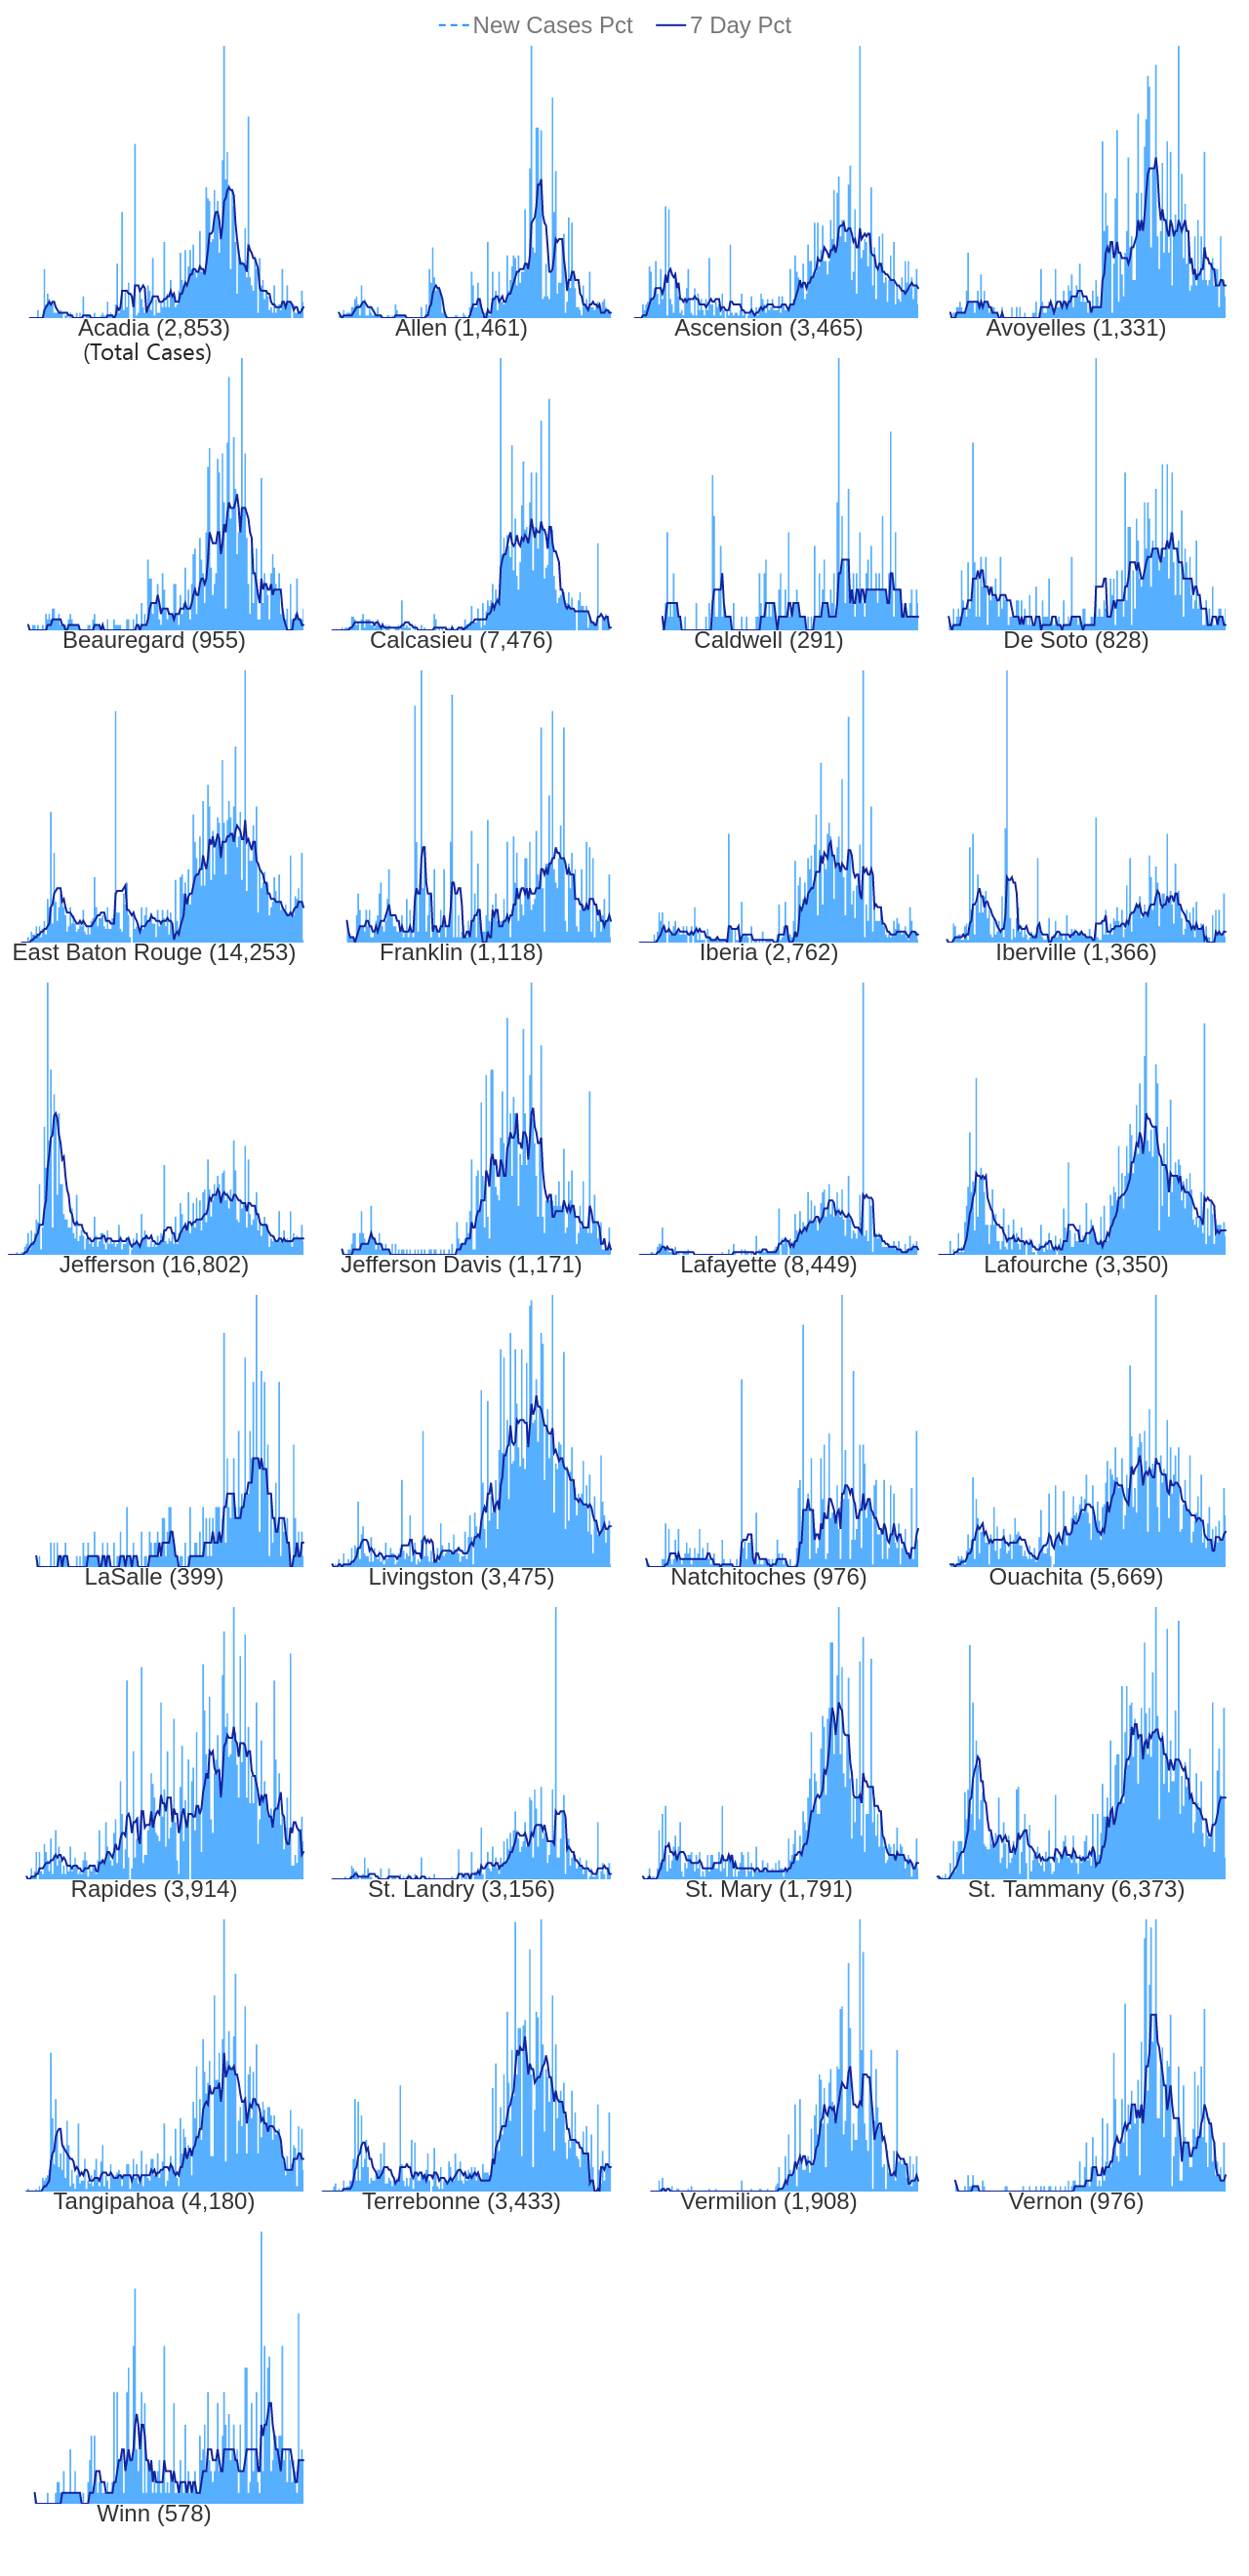 New Cases Pct 7 Day Pct
Acadia (2,853) Allen (1,461) Ascension (3,465) Avoyelles (1,331)
(Total Cases)
Beauregard (955) Calcasieu (7,476) Caldwell (291) De Soto (828)
East Baton Rouge (14,253) Franklin (1,118) Iberia (2,762) Iberville (1,366)
Jefferson (16,802) Jefferson Davis (1,171) Lafayette (8,449) Lafourche (3,350)
LaSalle (399) Livingston (3,475) Natchitoches (976) Ouachita (5,669)
Rapides (3,914) St. Landry (3,156) St. Mary (1,791) St. Tammany (6,373)
Tangipahoa (4,180) Terrebonne (3,433) Vermilion (1,908) Vernon (976)
Winn (578)